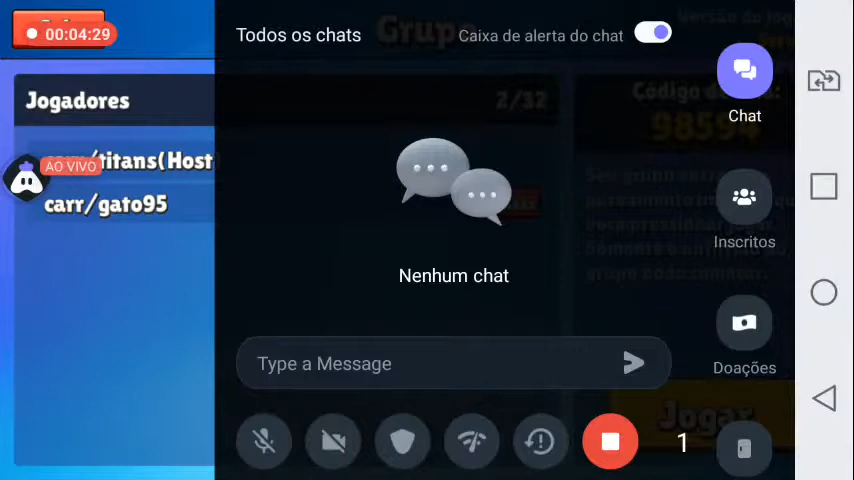 00:04:29
Todos os chats
Caixa de alerta do chat
Grupo
Jogadores
2/32
Código d
98594
Chat
/titans(Host
AO VIVO
carr/gato95
Inscritos
Nenhum chat
Type a Message
Doações
Jogar
1